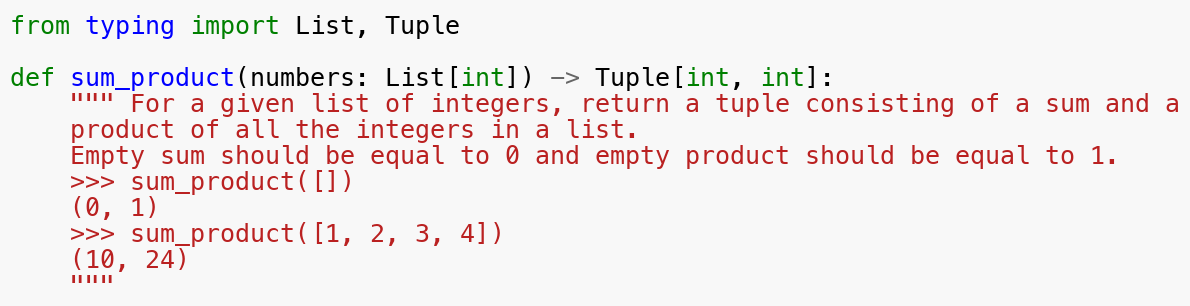 from typing import List, Tuple

def sum_product(numbers: List[int]) -> Tuple[int, int]:
    """ For a given list of integers, return a tuple consisting of a sum and a
    product of all the integers in a list.
    Empty sum should be equal to 0 and empty product should be equal to 1.
    >>> sum_product([])
    (0, 1)
    >>> sum_product([1, 2, 3, 4])
    (10, 24)
    """